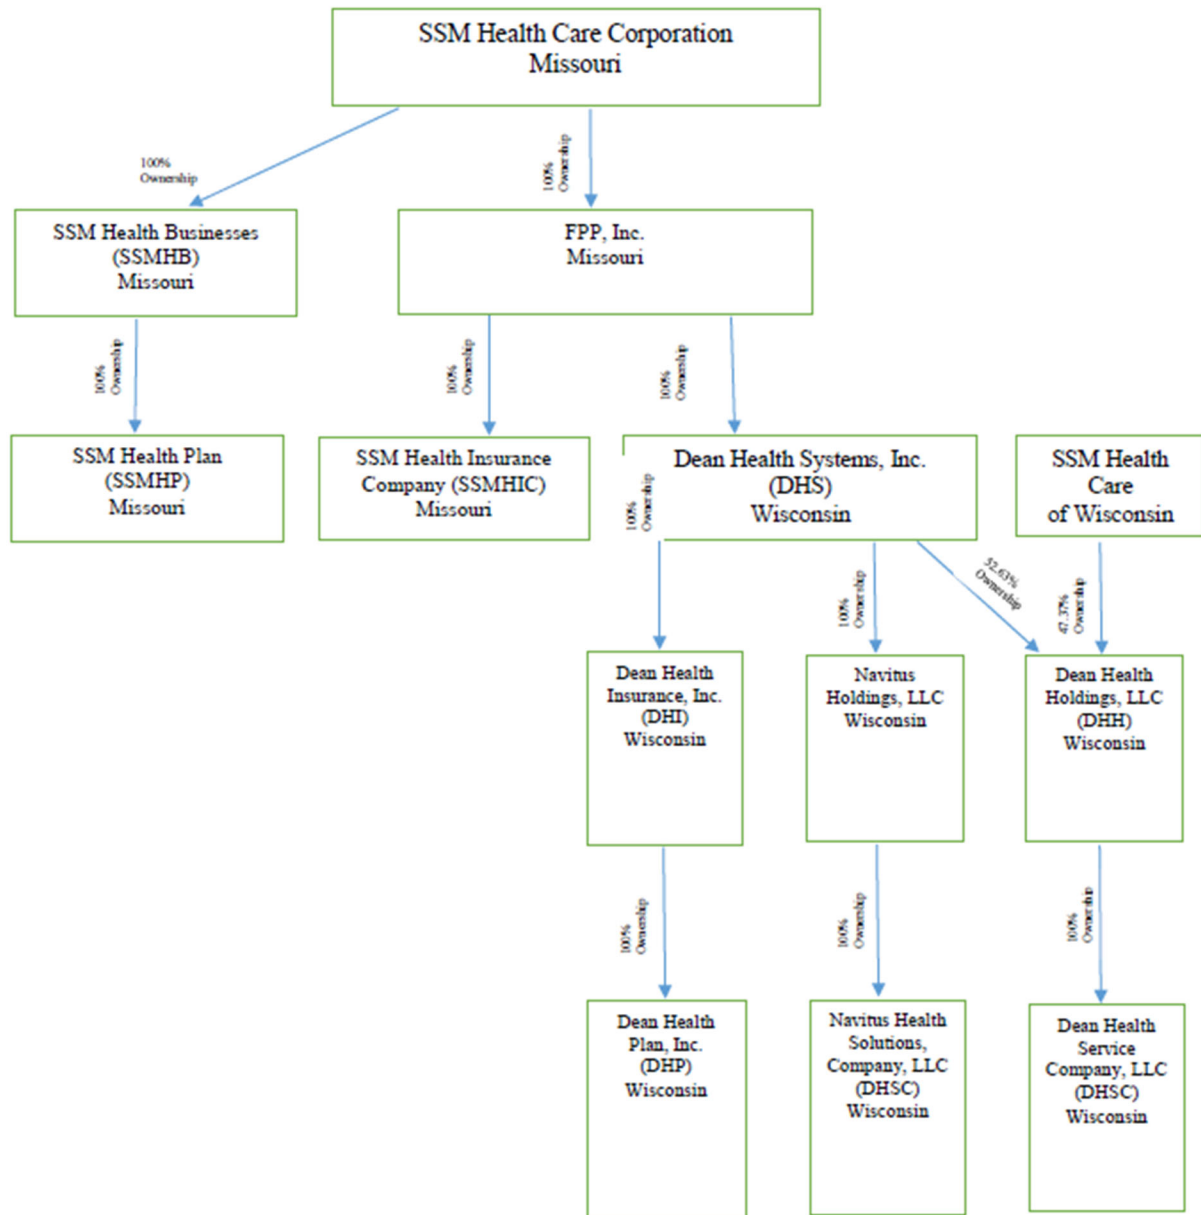 SSM Health Care Corporation
Missouri
100%
Ownership
100%
Ownership
SSM Health Businesses
(SSMHB)
Missouri
FPP, Inc.
Missouri
100%
Ownership
100%
Ownership
100%
Ownership
SSM Health Plan
(SSMHP)
Missouri
SSM Health Insurance
Company (SSMHIC)
Missouri
Dean Health Systems, Inc.
(DHS)
Wisconsin
SSM Health
Care
of Wisconsin
100%
Ownership
100%
Ownership
52.63%
Ownership
47.37%
Ownership
Dean Health
Insurance, Inc.
(DHI)
Wisconsin
Navitus
Holdings, LLC
Wisconsin
Dean Health
Holdings, LLC
(DHH)
Wisconsin
100%
Ownership
100%
Ownership
100%
Ownership
Dean Health
Plan, Inc.
(DHP)
Wisconsin
Navitus Health
Solutions,
Company, LLC
(DHSC)
Wisconsin
Dean Health
Service
Company, LLC
(DHSC)
Wisconsin